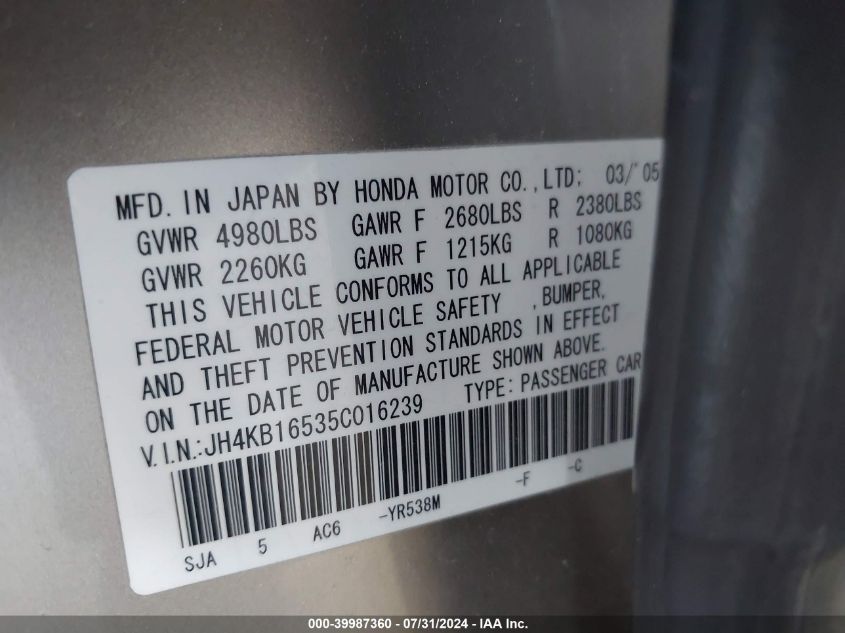 MFD. IN JAPAN BY HONDA MOTOR CO.,LTD; 03/'05
GVWR 4980LBS GAWR F 2680LBS R 2380LBS
GVWR 2260KG GAWR F 1215KG R 1080KG
THIS VEHICLE CONFORMS TO ALL APPLICABLE
FEDERAL MOTOR VEHICLE SAFETY ,BUMPER,
AND THEFT PREVENTION STANDARDS IN EFFECT
ON THE DATE OF MANUFACTURE SHOWN ABOVE.
V.I.N.:JH4KB16535C016239 TYPE:PASSENGER CAR
SJA 5 AC6 -YR538M -F -C
000-39987360 - 07/31/2024 - IAA Inc.